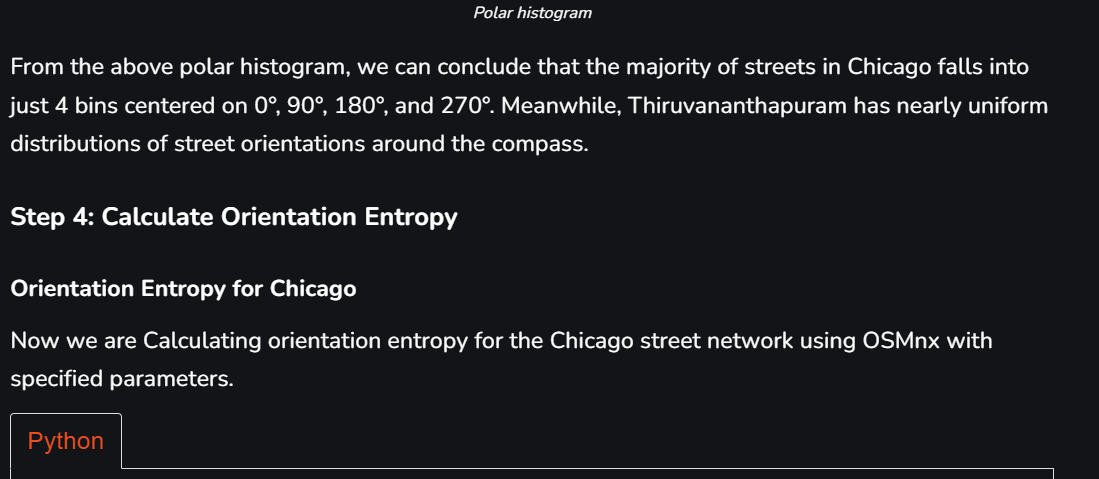 Polar histogram
From the above polar histogram, we can conclude that the majority of streets in Chicago falls into
just 4 bins centered on 0°, 90°, 180°, and 270°. Meanwhile, Thiruvananthapuram has nearly uniform
distributions of street orientations around the compass.
Step 4: Calculate Orientation Entropy
Orientation Entropy for Chicago
Now we are Calculating orientation entropy for the Chicago street network using OSMnx with
specified parameters.
Python